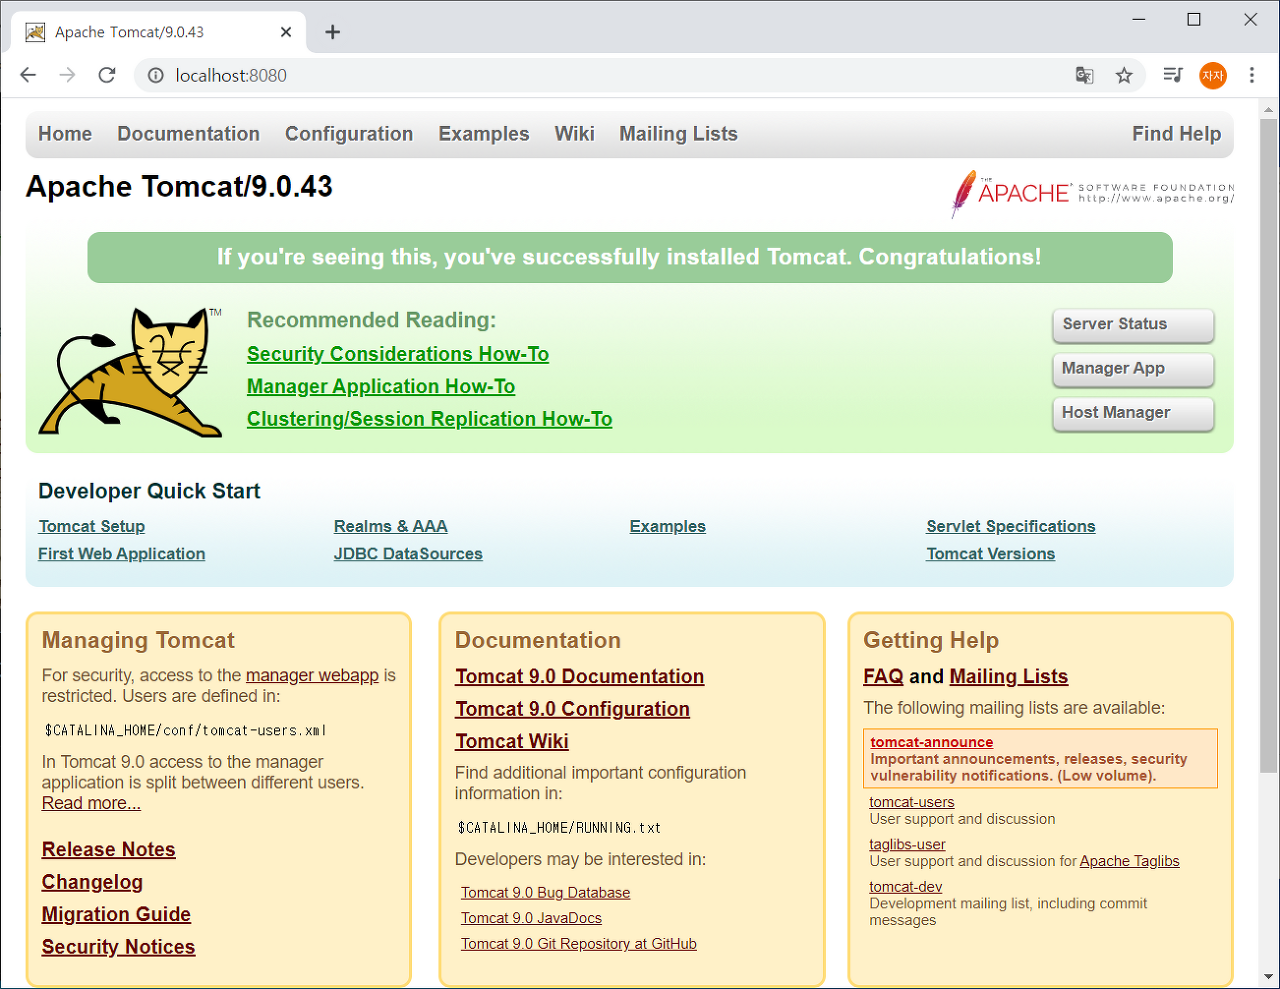 Apache Tomcat/9.0.43
localhost:8080
자자
Home Documentation Configuration Examples Wiki Mailing Lists Find Help
Apache Tomcat/9.0.43
THE APACHE SOFTWARE FOUNDATION
http://www.apache.org/
If you're seeing this, you've successfully installed Tomcat. Congratulations!
TM
Recommended Reading:
Security Considerations How-To
Manager Application How-To
Clustering/Session Replication How-To
Server Status
Manager App
Host Manager
Developer Quick Start
Tomcat Setup
First Web Application
Realms & AAA
JDBC DataSources
Examples
Servlet Specifications
Tomcat Versions
Managing Tomcat
For security, access to the manager webapp is
restricted. Users are defined in:
$CATALINA_HOME/conf/tomcat-users.xml
In Tomcat 9.0 access to the manager
application is split between different users.
Read more...
Release Notes
Changelog
Migration Guide
Security Notices
Documentation
Tomcat 9.0 Documentation
Tomcat 9.0 Configuration
Tomcat Wiki
Find additional important configuration
information in:
$CATALINA_HOME/RUNNING.txt
Developers may be interested in:
Tomcat 9.0 Bug Database
Tomcat 9.0 JavaDocs
Tomcat 9.0 Git Repository at GitHub
Getting Help
FAQ and Mailing Lists
The following mailing lists are available:
tomcat-announce
Important announcements, releases, security
vulnerability notifications. (Low volume).
tomcat-users
User support and discussion
taglibs-user
User support and discussion for Apache Taglibs
tomcat-dev
Development mailing list, including commit
messages